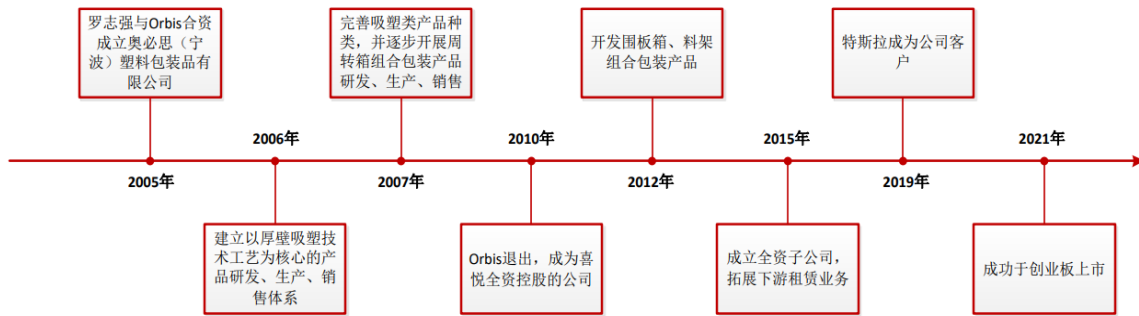 罗志强与Orbis合资
成立奥必思（宁
波）塑料包装品有
限公司
完善吸塑类产品种
类，并逐步开展周
转箱组合包装产品
研发、生产、销售
开发围板箱、料架
组合包装产品
特斯拉成为公司客
户
2006年
2010年
2015年
2021年
2005年
2007年
2012年
2019年
建立以厚壁吸塑技
术工艺为核心的产
品研发、生产、销
售体系
Orbis退出，成为喜
悦全资控股的公司
成立全资子公司，
拓展下游租赁业务
成功于创业板上市